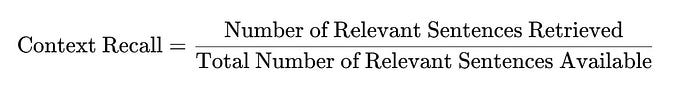 Context Recall = Number of Relevant Sentences Retrieved
Total Number of Relevant Sentences Available